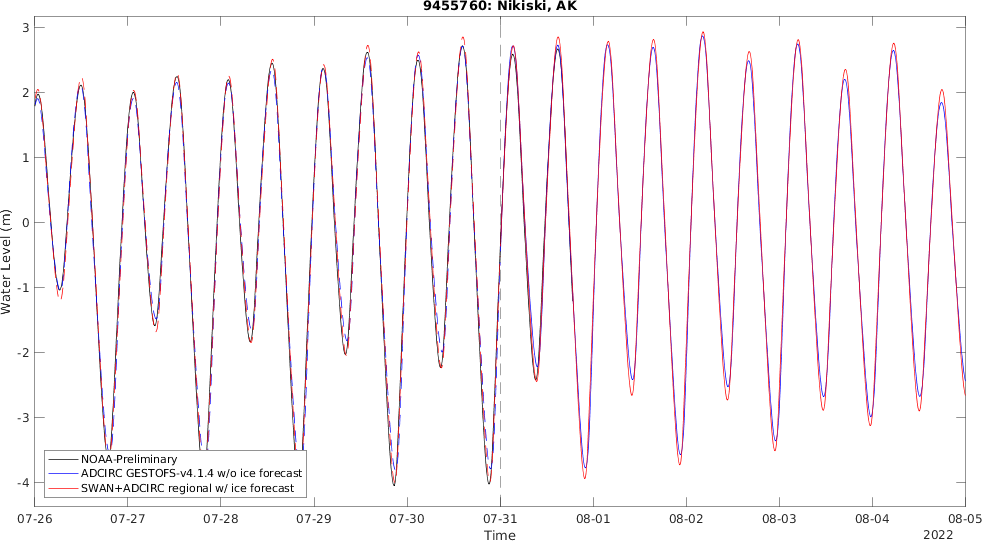 9455760: Nikiski, AK
Water Level (m)
3
2
1
0
-1
-2
-3
-4
NOAA-Preliminary
ADCIRC GESTOFS-v4.1.4 w/o ice forecast
SWAN+ADCIRC regional w/ ice forecast
07-26 07-27 07-28 07-29 07-30 07-31 08-01 08-02 08-03 08-04 08-05
Time
2022